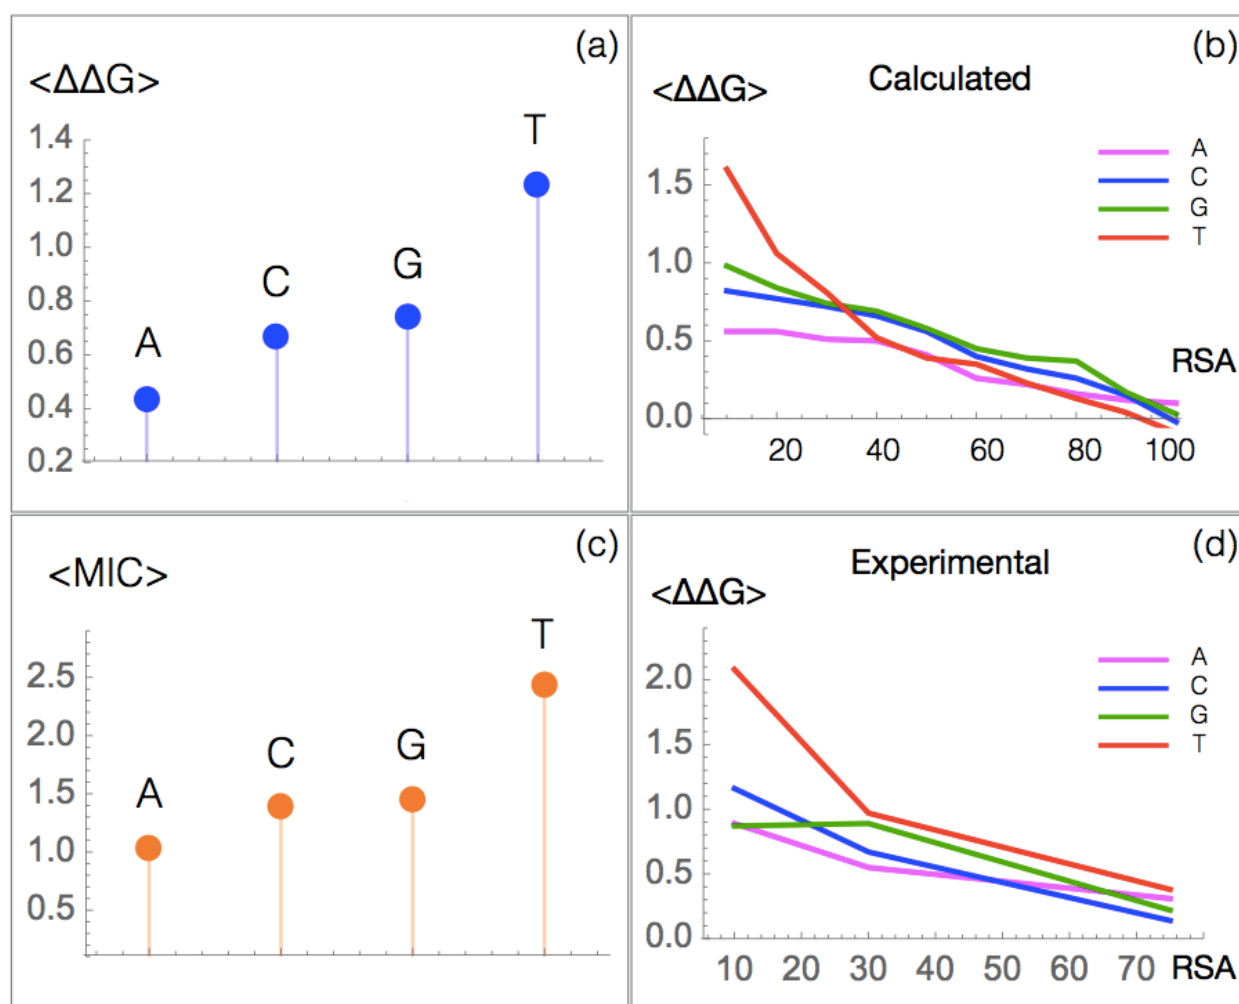 (a)
<ΔΔG>
1.4
1.2
1.0
0.8
0.6
0.4
0.2
A
C
G
T
(b)
Calculated
<ΔΔG>
A
C
G
T
1.5
1.0
0.5
0.0
RSA
20 40 60 80 100
(c)
<MIC>
2.5
2.0
1.5
1.0
0.5
A
C
G
T
(d)
Experimental
<ΔΔG>
A
C
G
T
2.0
1.5
1.0
0.5
0.0
10 20 30 40 50 60 70 RSA